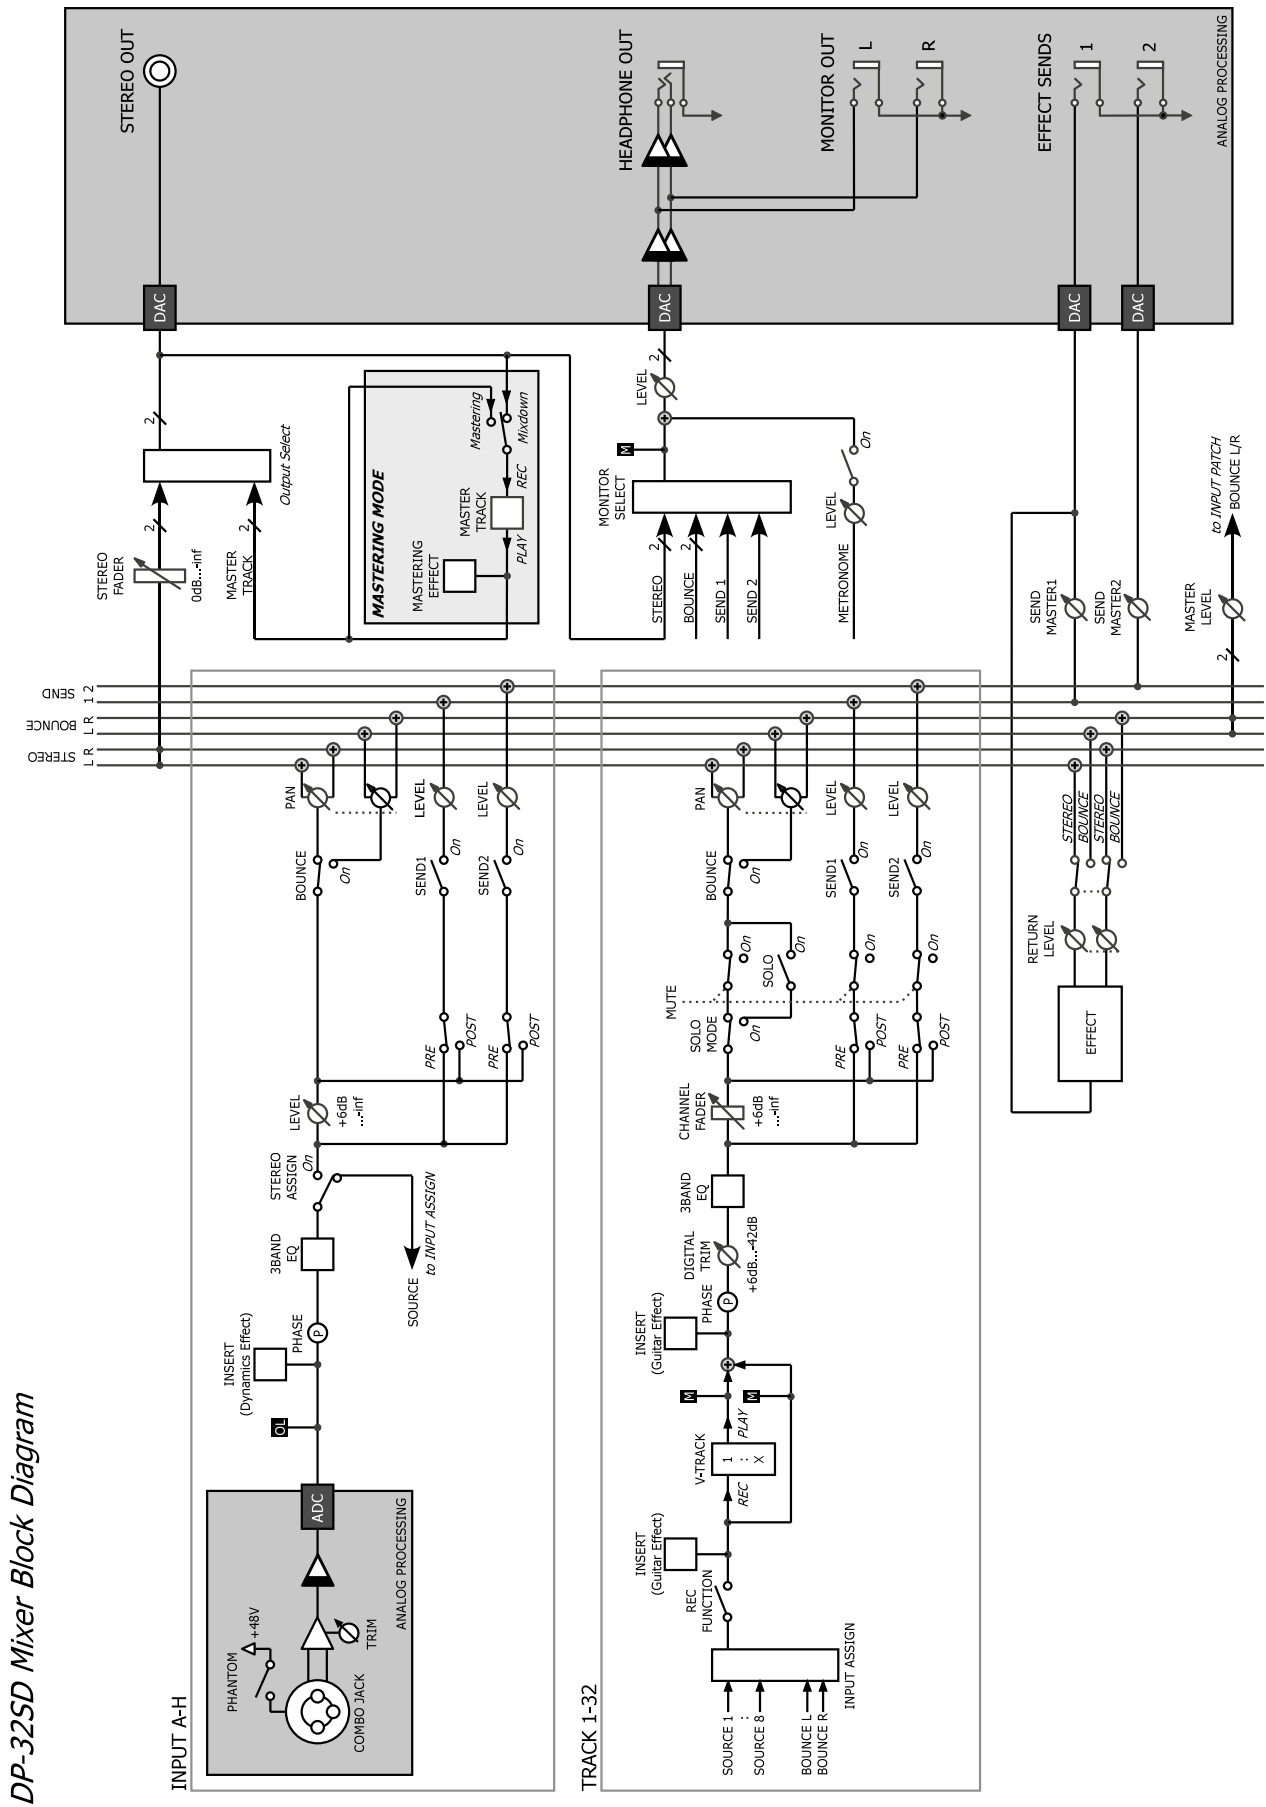 DP-32SD Mixer Block Diagram
INPUT A-H
PHANTOM
+48V
COMBO JACK
TRIM
ANALOG PROCESSING
ADC
OL
INSERT
(Dynamics Effect)
PHASE
P
3BAND
EQ
STEREO
ASSIGN
On
SOURCE
to INPUT ASSIGN
LEVEL
+6dB
...-inf
PRE
POST
PRE
POST
BOUNCE
On
SEND1
On
SEND2
On
PAN
LEVEL
LEVEL
TRACK 1-32
SOURCE 1
:
SOURCE 8
BOUNCE L
BOUNCE R
INPUT ASSIGN
REC
FUNCTION
INSERT
(Guitar Effect)
REC
V-TRACK
1
:
X
PLAY
M
M
INSERT
(Guitar Effect)
PHASE
P
DIGITAL
TRIM
+6dB...-42dB
3BAND
EQ
CHANNEL
FADER
+6dB
...-inf
SOLO
MODE
On
MUTE
On
SOLO
On
PRE
POST
On
PRE
POST
On
BOUNCE
On
SEND1
On
SEND2
On
PAN
LEVEL
LEVEL
EFFECT
RETURN
LEVEL
STEREO
BOUNCE
STEREO
BOUNCE
STEREO
L R
BOUNCE
L R
SEND
1 2
STEREO
FADER
0dB...-inf
2
MASTER
TRACK
2
Output Select
2
MASTERING MODE
MASTERING
EFFECT
MASTER
TRACK
PLAY
REC
Mastering
Mixdown
STEREO
2
BOUNCE
2
SEND 1
SEND 2
MONITOR
SELECT
M
METRONOME
LEVEL
On
LEVEL
2
SEND
MASTER1
SEND
MASTER2
MASTER
LEVEL
2
to INPUT PATCH
BOUNCE L/R
DAC
DAC
DAC
DAC
STEREO OUT
HEADPHONE OUT
MONITOR OUT
L
R
EFFECT SENDS
1
2
ANALOG PROCESSING